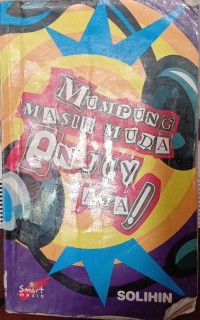 MUMPUNG
MASIH MUDA
ENJOY
AJA!
Smart
media
SOLIHIN